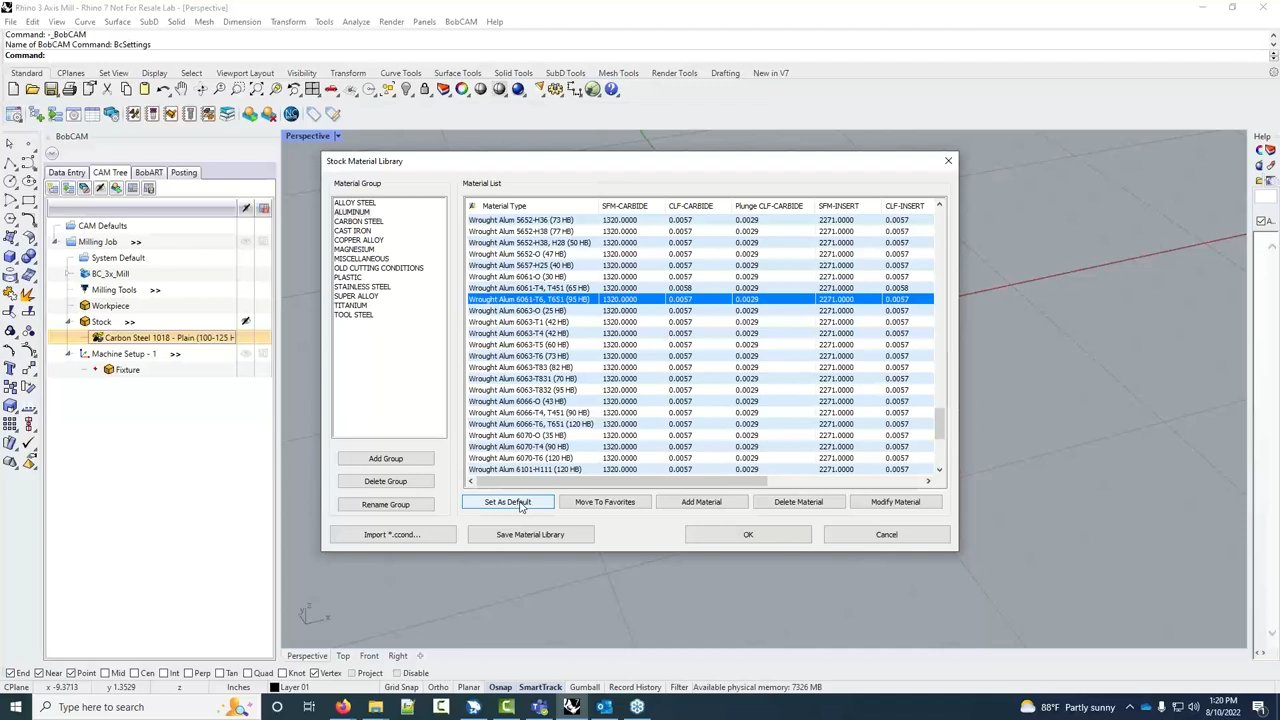 Rhino 3 Axis Mill - Rhino 7 Not For Resale Lab - [Perspective]
File Edit View Curve Surface SubD Solid Mesh Dimension Transform Tools Analyze Render Panels BobCAM Help
Command: -_BobCAM
Name of BobCAM Command: BcSettings
Command:
Standard CPlanes Set View Display Select Viewport Layout Visibility Transform Curve Tools Surface Tools Solid Tools SubD Tools Mesh Tools Render Tools Drafting New in V7
BobCAM
Data Entry CAM Tree BobART Posting
CAM Defaults
Milling Job >>
System Default
BC_3x_Mill
Milling Tools >>
Workpiece
Stock >>
Carbon Steel 1018 - Plain (100-125 H
Machine Setup - 1 >>
Fixture
Perspective
Stock Material Library
Material Group
ALLOY STEEL
ALUMINUM
CARBON STEEL
CAST IRON
COPPER ALLOY
MAGNESIUM
MISCELLANEOUS
OLD CUTTING CONDITIONS
PLASTIC
STAINLESS STEEL
SUPER ALLOY
TITANIUM
TOOL STEEL
Add Group
Delete Group
Rename Group
Material List
Material Type SFM-CARBIDE CLF-CARBIDE Plunge CLF-CARBIDE SFM-INSERT CLF-INSERT
Wrought Alum 5652-H36 (73 HB) 1320.0000 0.0057 0.0029 2271.0000 0.0057
Wrought Alum 5652-H38 (77 HB) 1320.0000 0.0057 0.0029 2271.0000 0.0057
Wrought Alum 5652-H38, H28 (50 HB) 1320.0000 0.0057 0.0029 2271.0000 0.0057
Wrought Alum 5652-O (47 HB) 1320.0000 0.0057 0.0029 2271.0000 0.0057
Wrought Alum 5657-H25 (40 HB) 1320.0000 0.0057 0.0029 2271.0000 0.0057
Wrought Alum 6061-O (30 HB) 1320.0000 0.0057 0.0029 2271.0000 0.0057
Wrought Alum 6061-T4, T451 (65 HB) 1320.0000 0.0058 0.0029 2271.0000 0.0058
Wrought Alum 6061-T6, T651 (95 HB) 1320.0000 0.0057 0.0029 2271.0000 0.0057
Wrought Alum 6063-O (25 HB) 1320.0000 0.0057 0.0029 2271.0000 0.0057
Wrought Alum 6063-T1 (42 HB) 1320.0000 0.0057 0.0029 2271.0000 0.0057
Wrought Alum 6063-T4 (42 HB) 1320.0000 0.0057 0.0029 2271.0000 0.0057
Wrought Alum 6063-T5 (60 HB) 1320.0000 0.0057 0.0029 2271.0000 0.0057
Wrought Alum 6063-T6 (73 HB) 1320.0000 0.0057 0.0029 2271.0000 0.0057
Wrought Alum 6063-T83 (82 HB) 1320.0000 0.0057 0.0029 2271.0000 0.0057
Wrought Alum 6063-T831 (70 HB) 1320.0000 0.0057 0.0029 2271.0000 0.0057
Wrought Alum 6063-T832 (95 HB) 1320.0000 0.0057 0.0029 2271.0000 0.0057
Wrought Alum 6066-O (43 HB) 1320.0000 0.0057 0.0029 2271.0000 0.0057
Wrought Alum 6066-T4, T451 (90 HB) 1320.0000 0.0057 0.0029 2271.0000 0.0057
Wrought Alum 6066-T6, T651 (120 HB) 1320.0000 0.0057 0.0029 2271.0000 0.0057
Wrought Alum 6070-O (35 HB) 1320.0000 0.0057 0.0029 2271.0000 0.0057
Wrought Alum 6070-T4 (90 HB) 1320.0000 0.0057 0.0029 2271.0000 0.0057
Wrought Alum 6070-T6 (120 HB) 1320.0000 0.0057 0.0029 2271.0000 0.0057
Wrought Alum 6101-H111 (120 HB) 1320.0000 0.0057 0.0029 2271.0000 0.0057
Set As Default Move To Favorites Add Material Delete Material Modify Material
Import *.ccond... Save Material Library OK Cancel
Help
z
x
Perspective Top Front Right
End Near Point Mid Cen Int Perp Tan Quad Knot Vertex Project Disable
CPlane x -9.3713 y 1.3529 z Inches Layer 01 Grid Snap Ortho Planar Osnap SmartTrack Gumball Record History Filter Available physical memory: 7326 MB
Type here to search
88°F Partly sunny
1:20 PM
8/10/2022